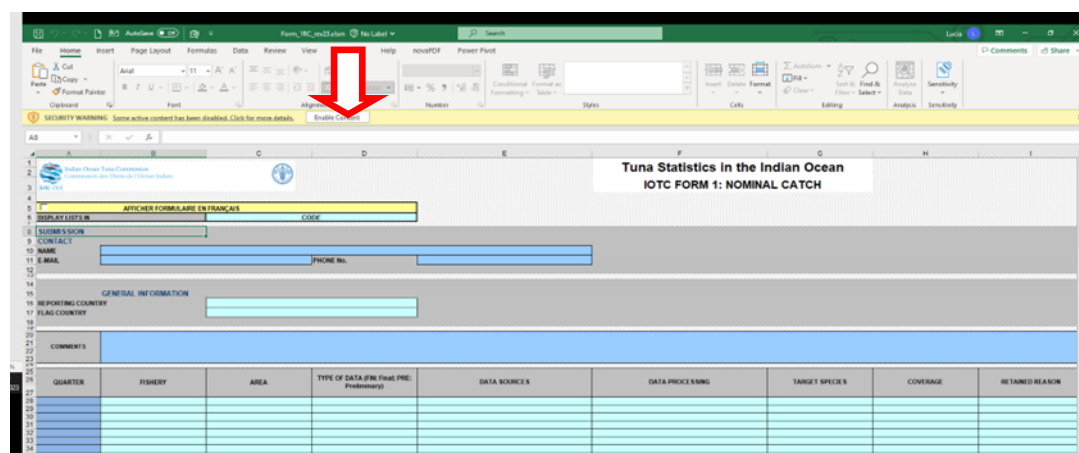 AutoSave Off Form_1RC_rev23.xlsm No Label Search Lucía
File Home Insert Page Layout Formulas Data Review View Help novaPDF Power Pivot Comments Share
Paste Cut Copy Format Painter Arial 11 Conditional Formatting Format as Table Insert Delete Format AutoSum Fill Clear Sort & Filter Find & Select Analyze Data Sensitivity
Clipboard Font Alignment Number Styles Cells Editing Analysis Sensitivity
SECURITY WARNING Some active content has been disabled. Click for more details. Enable Content
A8
A B C D E F G H I
Indian Ocean Tuna Commission
Commission des Thons de l'Océan Indien
Tuna Statistics in the Indian Ocean
IOTC FORM 1: NOMINAL CATCH
AFFICHER FORMULAIRE EN FRANÇAIS
DISPLAY LISTS IN CODE
SUBMISSION
CONTACT
NAME
E-MAIL PHONE No.
GENERAL INFORMATION
REPORTING COUNTRY
FLAG COUNTRY
COMMENTS
QUARTER FISHERY AREA TYPE OF DATA (FIN: Final; PRE: Preliminary) DATA SOURCES DATA PROCESSING TARGET SPECIES COVERAGE RETAINED REASON